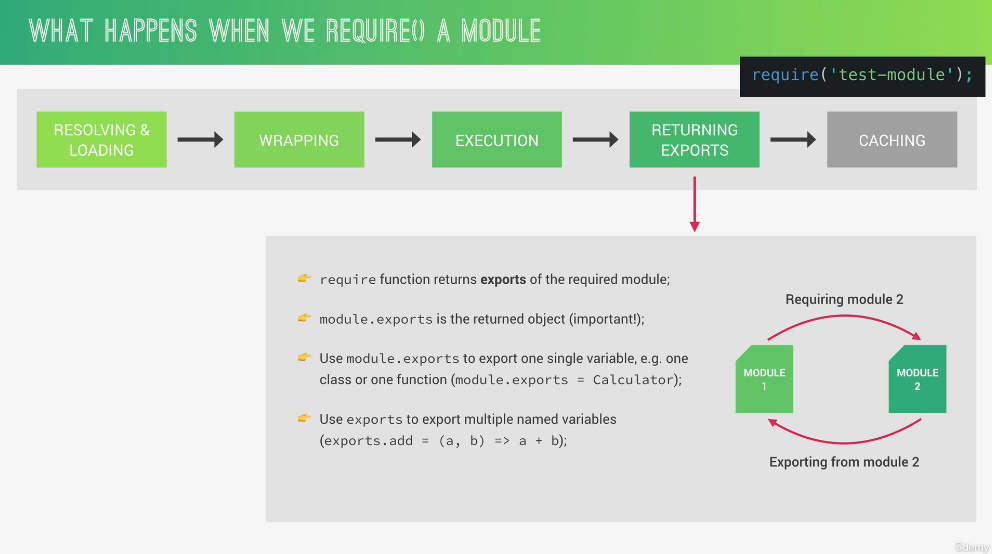 WHAT HAPPENS WHEN WE REQUIRE() A MODULE
require('test-module');
RESOLVING &
LOADING
WRAPPING
EXECUTION
RETURNING
EXPORTS
CACHING
👉 require function returns exports of the required module;
👉 module.exports is the returned object (important!);
👉 Use module.exports to export one single variable, e.g. one
class or one function (module.exports = Calculator);
👉 Use exports to export multiple named variables
(exports.add = (a, b) => a + b);
Requiring module 2
MODULE
1
MODULE
2
Exporting from module 2
ûdemy